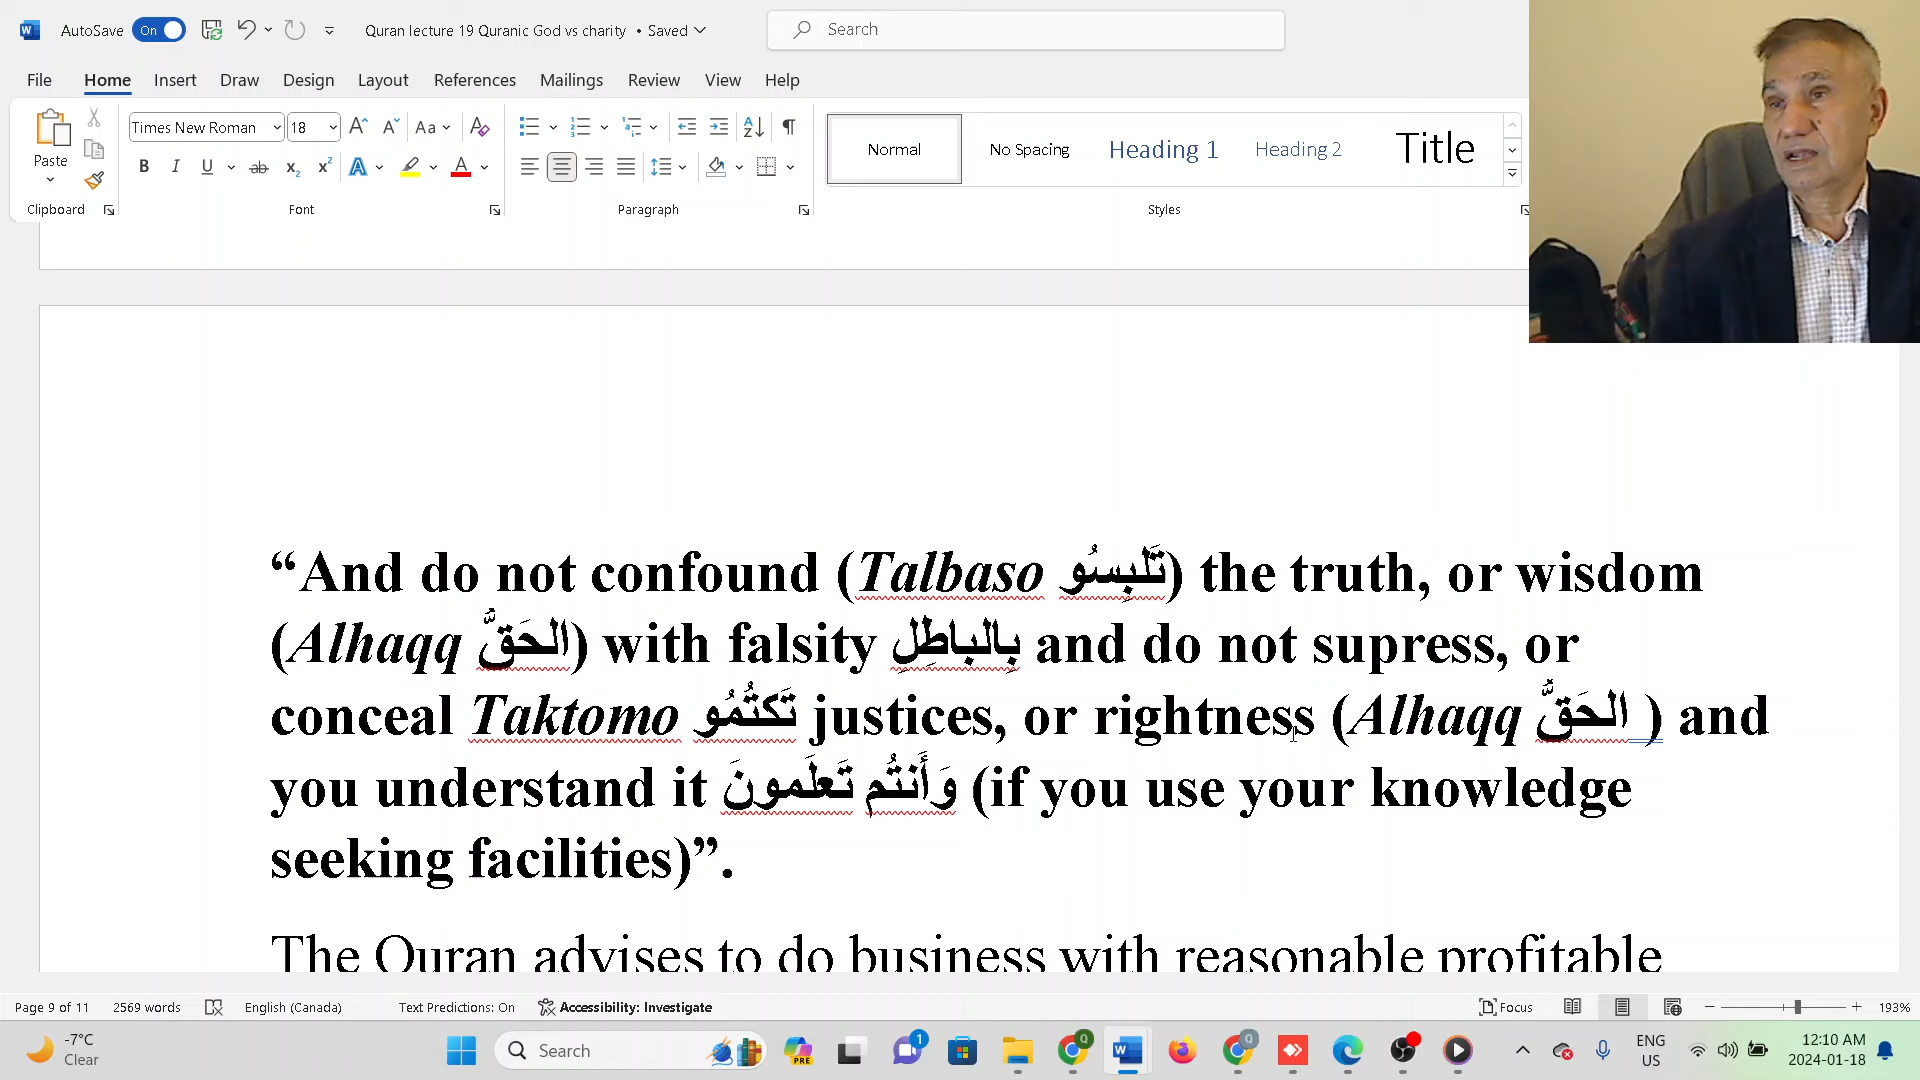 AutoSave On Quran lecture 19 Quranic God vs charity • Saved Search
File Home Insert Draw Design Layout References Mailings Review View Help
Times New Roman 18
Paste
Normal No Spacing Heading 1 Heading 2 Title
Clipboard Font Paragraph Styles
“And do not confound (Talbaso تَلبِسُو) the truth, or wisdom
(Alhaqq الحَقَّ) with falsity بِالباطِلِ and do not supress, or
conceal Taktomo تَكتُمُو justices, or rightness (Alhaqq الحَقَّ ) and
you understand it وَأَنتُم تَعلَمونَ (if you use your knowledge
seeking facilities)”.
The Quran advises to do business with reasonable profitable
Page 9 of 11 2569 words English (Canada) Text Predictions: On Accessibility: Investigate Focus 193%
-7°C
Clear
Search
PRE
1
ENG
US
12:10 AM
2024-01-18